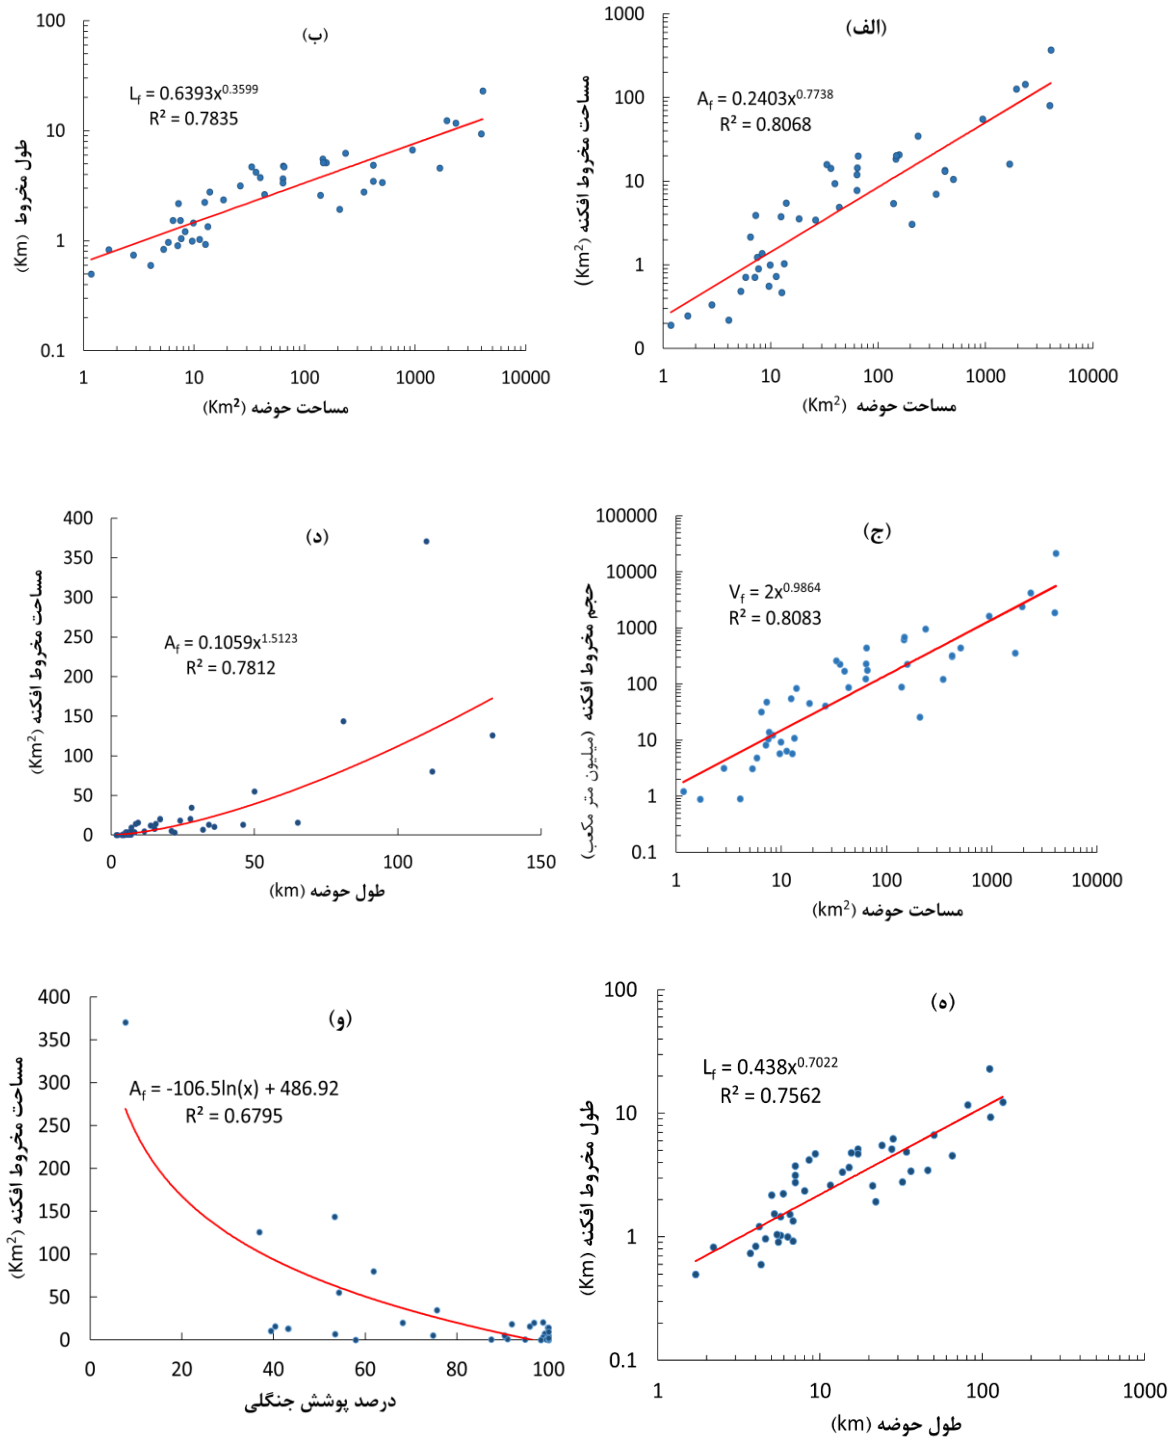 (الف)
1000
100
10
1
0
مساحت مخروط افکنه (Km²)
A_f = 0.2403x^0.7738
R² = 0.8068
1 10 100 1000 10000
مساحت حوضه (Km²)
(ب)
100
10
1
0.1
طول مخروط (Km)
L_f = 0.6393x^0.3599
R² = 0.7835
1 10 100 1000 10000
مساحت حوضه (Km²)
(ج)
100000
10000
1000
100
10
1
0.1
حجم مخروط افکنه (میلیون متر مکعب)
V_f = 2x^0.9864
R² = 0.8083
1 10 100 1000 10000
مساحت حوضه (km²)
(د)
400
350
300
250
200
150
100
50
0
مساحت مخروط افکنه (Km²)
A_f = 0.1059x^1.5123
R² = 0.7812
0 50 100 150
طول حوضه (km)
(ه)
100
10
1
0.1
طول مخروط افکنه (Km)
L_f = 0.438x^0.7022
R² = 0.7562
1 10 100 1000
طول حوضه (km)
(و)
400
350
300
250
200
150
100
50
0
مساحت مخروط افکنه (Km²)
A_f = -106.5ln(x) + 486.92
R² = 0.6795
0 20 40 60 80 100
درصد پوشش جنگلی